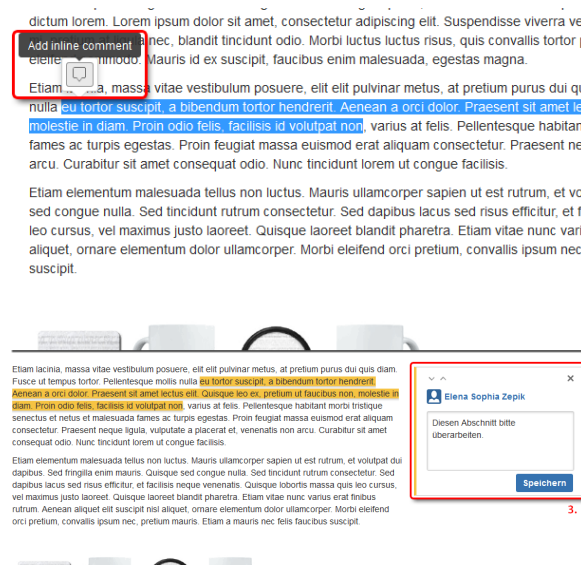 dictum lorem. Lorem ipsum dolor sit amet, consectetur adipiscing elit. Suspendisse viverra ve
Add inline comment
nec, blandit tincidunt odio. Morbi luctus luctus risus, quis convallis tortor
eleife modo. Mauris id ex suscipit, faucibus enim malesuada, egestas magna.
Etiam a, massa vitae vestibulum posuere, elit elit pulvinar metus, at pretium purus dui qu
nulla eu tortor suscipit, a bibendum tortor hendrerit. Aenean a orci dolor. Praesent sit amet le
molestie in diam. Proin odio felis, facilisis id volutpat non, varius at felis. Pellentesque habitan
fames ac turpis egestas. Proin feugiat massa euismod erat aliquam consectetur. Praesent ne
arcu. Curabitur sit amet consequat odio. Nunc tincidunt lorem ut congue facilisis.
Etiam elementum malesuada tellus non luctus. Mauris ullamcorper sapien ut est rutrum, et vo
sed congue nulla. Sed tincidunt rutrum consectetur. Sed dapibus lacus sed risus efficitur, et f
leo cursus, vel maximus justo laoreet. Quisque laoreet blandit pharetra. Etiam vitae nunc vari
aliquet, ornare elementum dolor ullamcorper. Morbi eleifend orci pretium, convallis ipsum nec
suscipit.
Etiam lacinia, massa vitae vestibulum posuere, elit elit pulvinar metus, at pretium purus dui quis diam.
Fusce ut tempus tortor. Pellentesque mollis nulla eu tortor suscipit, a bibendum tortor hendrerit.
Aenean a orci dolor. Praesent sit amet lectus elit. Quisque leo ex, pretium ut faucibus non, molestie in
diam. Proin odio felis, facilisis id volutpat non, varius at felis. Pellentesque habitant morbi tristique
senectus et netus et malesuada fames ac turpis egestas. Proin feugiat massa euismod erat aliquam
consectetur. Praesent neque ligula, vulputate a placerat et, venenatis non arcu. Curabitur sit amet
consequat odio. Nunc tincidunt lorem ut congue facilisis.
Etiam elementum malesuada tellus non luctus. Mauris ullamcorper sapien ut est rutrum, et volutpat dui
dapibus. Sed fringilla enim mauris. Quisque sed congue nulla. Sed tincidunt rutrum consectetur. Sed
dapibus lacus sed risus efficitur, et facilisis neque venenatis. Quisque lobortis massa quis leo cursus,
vel maximus justo laoreet. Quisque laoreet blandit pharetra. Etiam vitae nunc varius erat finibus
rutrum. Aenean aliquet elit suscipit nisl aliquet, ornare elementum dolor ullamcorper. Morbi eleifend
orci pretium, convallis ipsum nec, pretium mauris. Etiam a mauris nec felis faucibus suscipit.
Elena Sophia Zepik
Diesen Abschnitt bitte
überarbeiten.
Speichern
3.